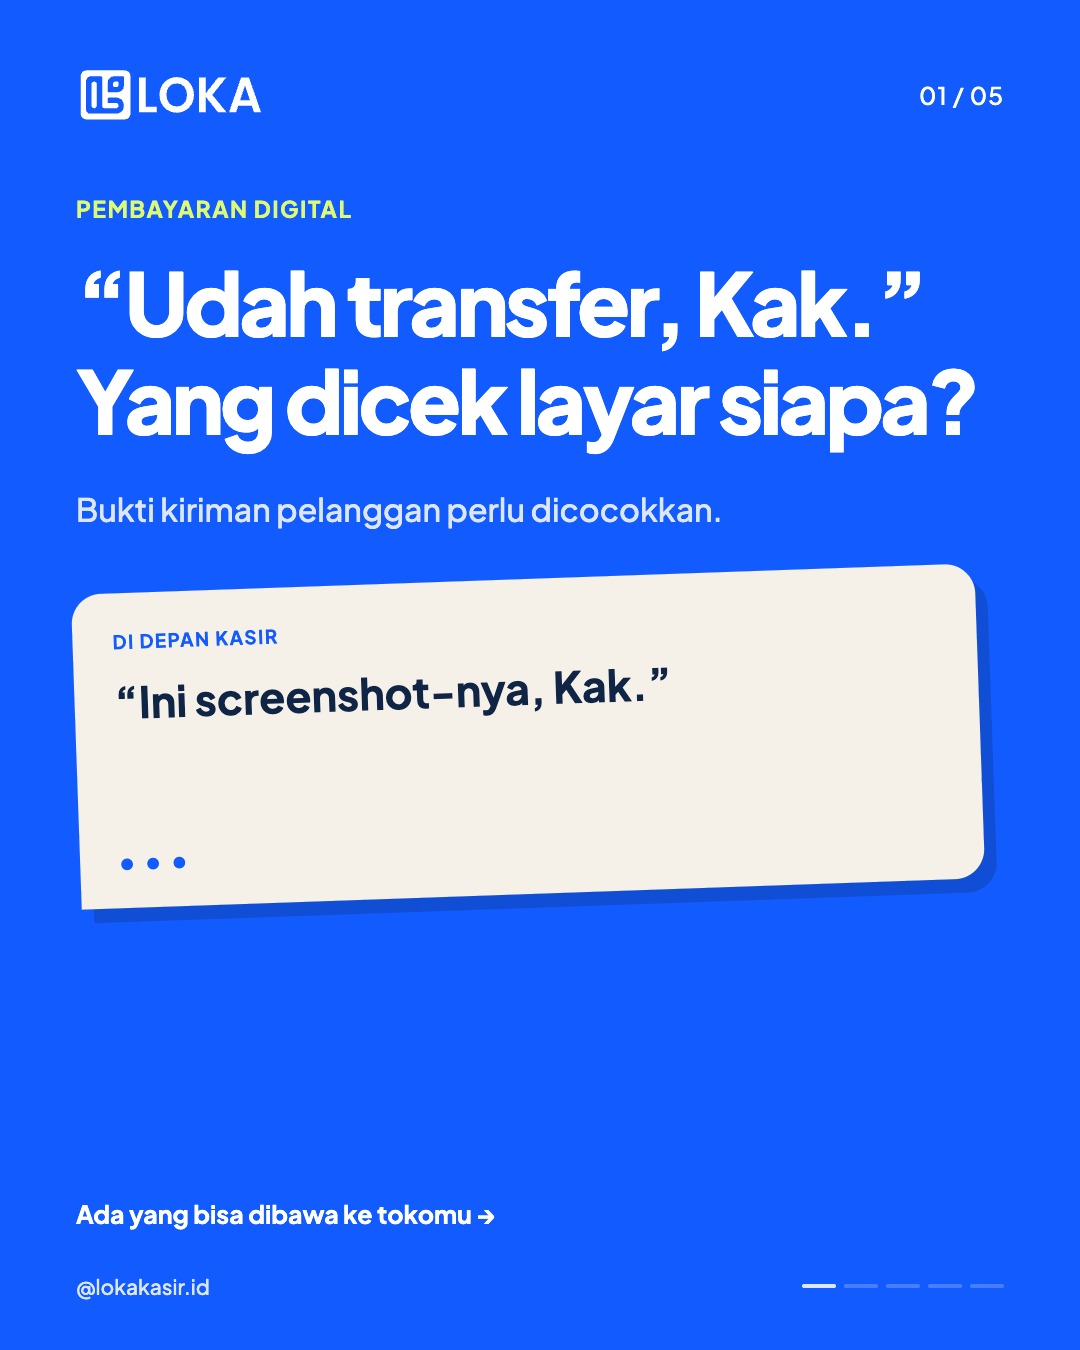 LOKA
01 / 05
PEMBAYARAN DIGITAL
“Udah transfer, Kak.”
Yang dicek layar siapa?
Bukti kiriman pelanggan perlu dicocokkan.
DI DEPAN KASIR
“Ini screenshot-nya, Kak.”
Ada yang bisa dibawa ke tokomu →
@lokakasir.id